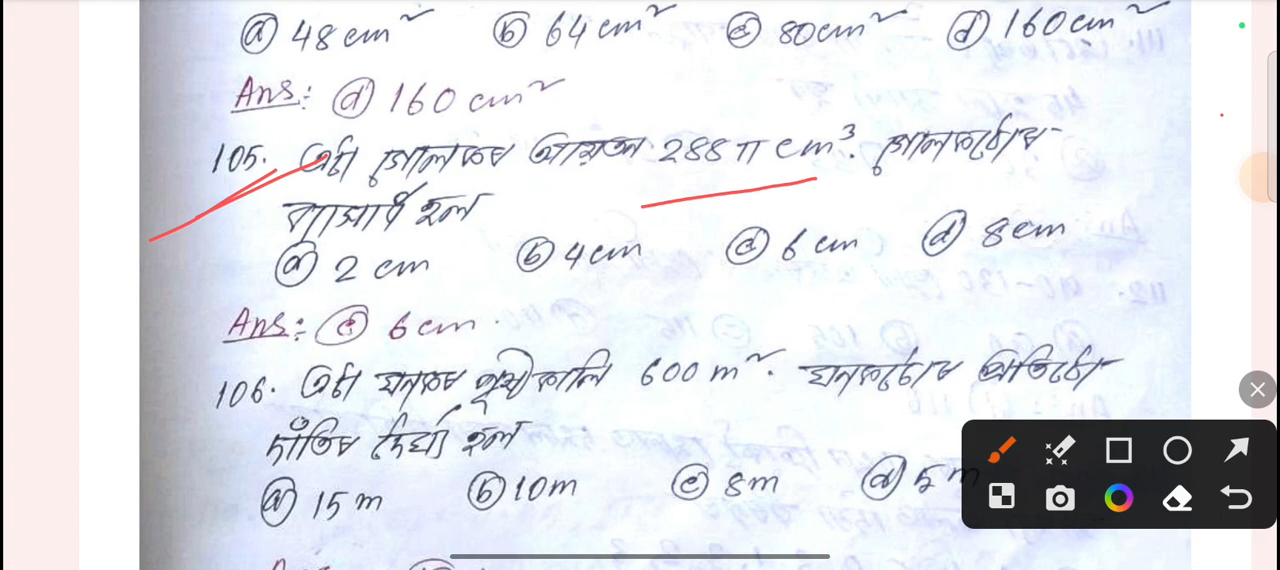 ⓐ 48 cm² ⓑ 64 cm² ⓒ 80 cm² ⓓ 160 cm²
Ans: ⓓ 160 cm²
105. এটা গোলকৰ আয়তন 288 π cm³. গোলকটোৰ
ব্যাসাৰ্ধ হ'ল
ⓐ 2 cm ⓑ 4 cm ⓒ 6 cm ⓓ 8 cm
Ans: ⓒ 6 cm.
106. এটা ঘনকৰ পৃষ্ঠকালি 600 m². ঘনকটোৰ প্ৰতিটো
দাঁতিৰ দৈৰ্ঘ্য হ'ল
ⓐ 15 m ⓑ 10 m ⓒ 8 m ⓓ 5 m